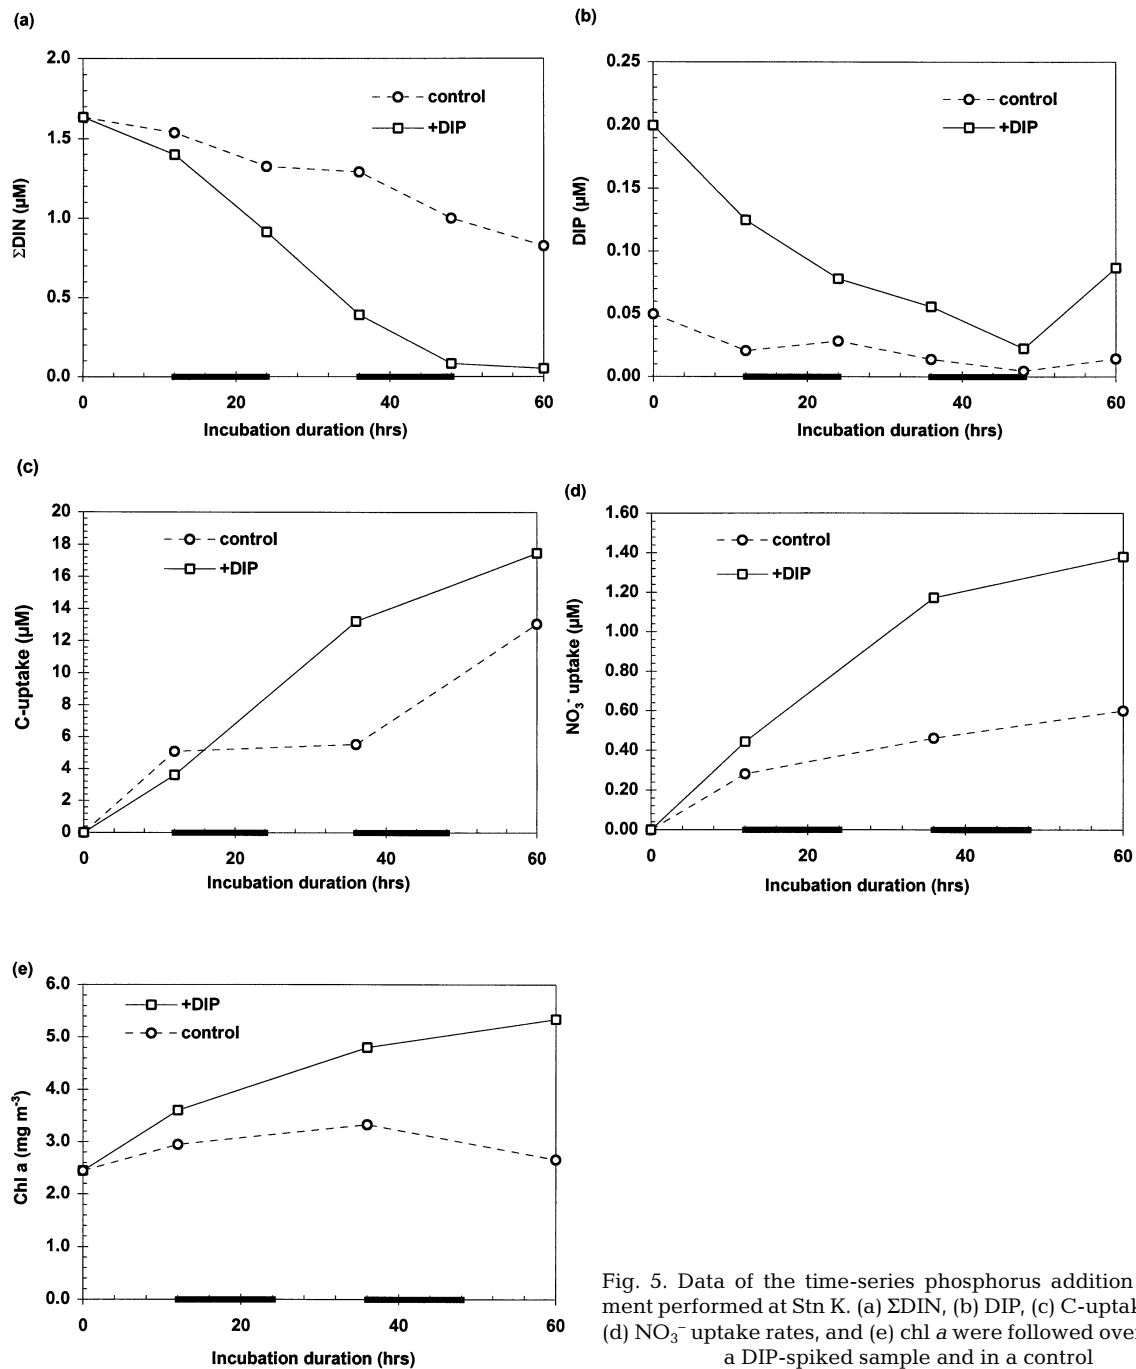 (a)
2.0
1.5
1.0
0.5
0.0
ΣDIN (µM)
control
+DIP
0 20 40 60
Incubation duration (hrs)
(b)
0.25
0.20
0.15
0.10
0.05
0.00
DIP (µM)
control
+DIP
0 20 40 60
Incubation duration (hrs)
(c)
20
18
16
14
12
10
8
6
4
2
0
C-uptake (µM)
control
+DIP
0 20 40 60
Incubation duration (hrs)
(d)
1.60
1.40
1.20
1.00
0.80
0.60
0.40
0.20
0.00
NO₃⁻ uptake (µM)
control
+DIP
0 20 40 60
Incubation duration (hrs)
(e)
6.0
5.0
4.0
3.0
2.0
1.0
0.0
Chl a (mg m⁻³)
+DIP
control
0 20 40 60
Incubation duration (hrs)
Fig. 5. Data of the time-series phosphorus addition
ment performed at Stn K. (a) ΣDIN, (b) DIP, (c) C-uptak
(d) NO₃⁻ uptake rates, and (e) chl a were followed over
a DIP-spiked sample and in a control